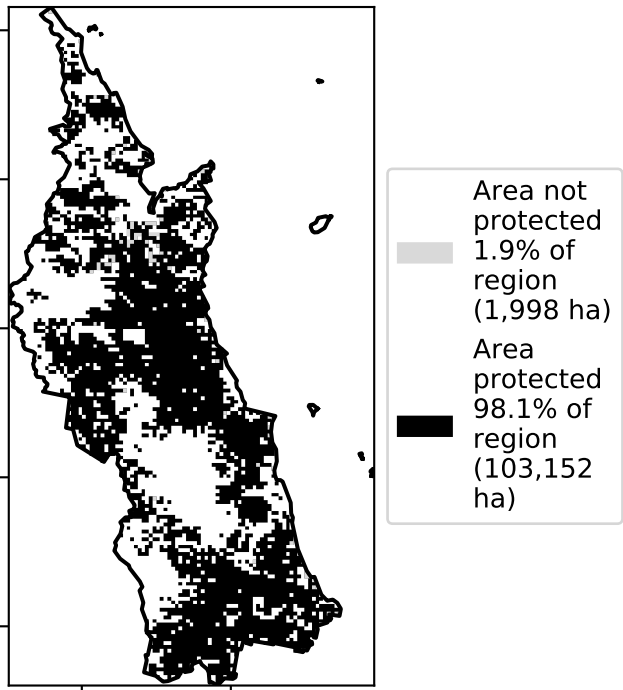 Area not
protected
1.9% of
region
(1,998 ha)
Area
protected
98.1% of
region
(103,152
ha)